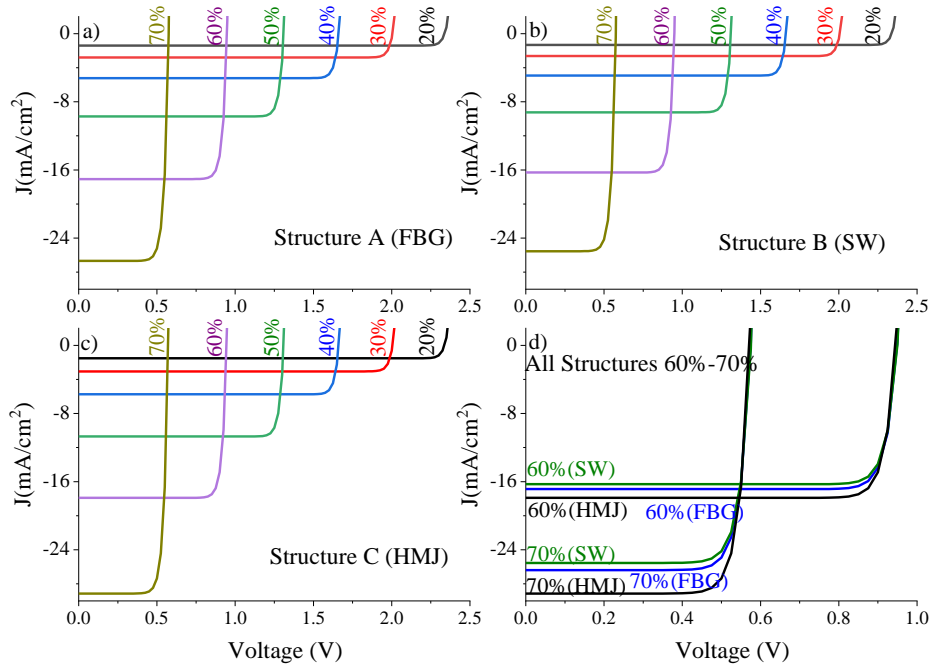 a)
70%
60%
50%
40%
30%
20%
0
-8
-16
-24
J(mA/cm²)
Structure A (FBG)
0.0 0.5 1.0 1.5 2.0 2.5
b)
70%
60%
50%
40%
30%
20%
0
-8
-16
-24
J(mA/cm²)
Structure B (SW)
0.0 0.5 1.0 1.5 2.0 2.5
c)
70%
60%
50%
40%
30%
20%
0
-8
-16
-24
J(mA/cm²)
Structure C (HMJ)
0.0 0.5 1.0 1.5 2.0 2.5
Voltage (V)
d)
All Structures 60%-70%
0
-8
-16
-24
J(mA/cm²)
60%(SW)
60%(HMJ) 60%(FBG)
70%(SW)
70%(HMJ) 70%(FBG)
0.0 0.2 0.4 0.6 0.8 1.0
Voltage (V)